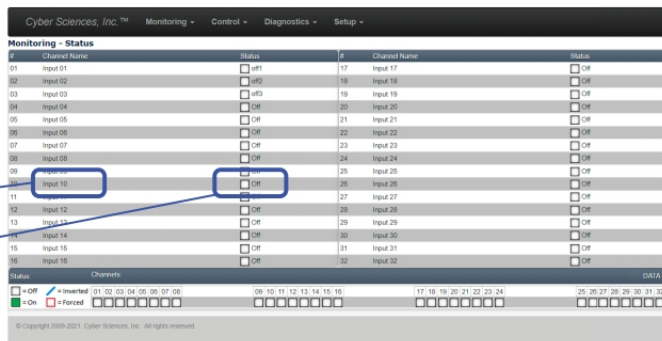 Cyber Sciences, Inc.™ Monitoring Control Diagnostics Setup
Monitoring - Status
# Channel Name Status # Channel Name Status
01 Input 01 off1 17 Input 17 Off
02 Input 02 off2 18 Input 18 Off
03 Input 03 off3 19 Input 19 Off
04 Input 04 Off 20 Input 20 Off
05 Input 05 Off 21 Input 21 Off
06 Input 06 Off 22 Input 22 Off
07 Input 07 Off 23 Input 23 Off
08 Input 08 Off 24 Input 24 Off
09 25 Input 25 Off
Input 10 Off 26 Input 26 Off
11 27 Input 27 Off
12 Input 12 Off 28 Input 28 Off
13 Input 13 Off 29 Input 29 Off
Input 14 Off 30 Input 30 Off
15 Input 15 Off 31 Input 31 Off
16 Input 16 Off 32 Input 32 Off
Status: Channels: DATA
= Off = Inverted 01 02 03 04 05 06 07 08 09 10 11 12 13 14 15 16 17 18 19 20 21 22 23 24 25 26 27 28 29 30 31 32
= On = Forced
© Copyright 2009-2021. Cyber Sciences, Inc. All rights reserved.